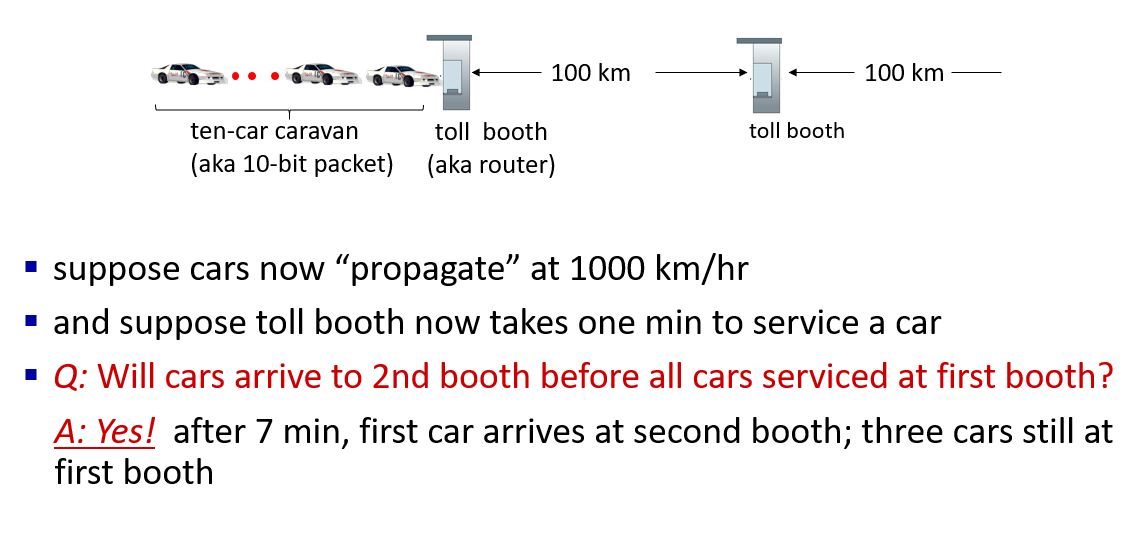 100 km
100 km
ten-car caravan
(aka 10-bit packet)
toll booth
(aka router)
toll booth
suppose cars now “propagate” at 1000 km/hr
and suppose toll booth now takes one min to service a car
Q: Will cars arrive to 2nd booth before all cars serviced at first booth?
A: Yes! after 7 min, first car arrives at second booth; three cars still at
first booth